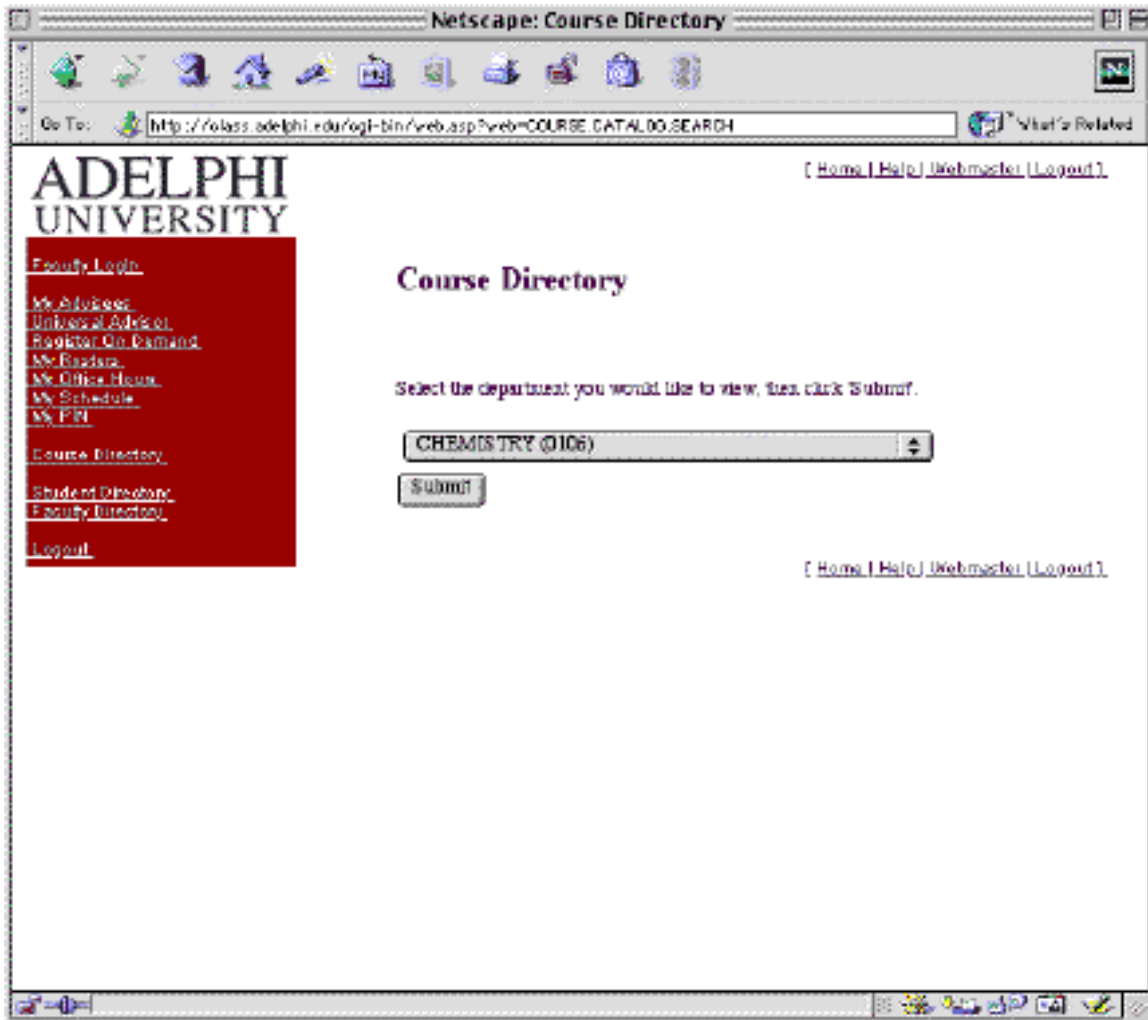 Netscape: Course Directory
Go To: http://class.adelphi.edu/cgi-bin/web.asp?web=COURSE.CATALOG.SEARCH What's Related
ADELPHI
UNIVERSITY
[ Home | Help | Webmaster | Logout ]
Faculty Login
My Advisees
Universal Advisor
Register On Demand
My Rosters
My Office Hours
My Schedule
My PIN
Course Directory
Student Directory
Faculty Directory
Logout
Course Directory
Select the department you would like to view, then click 'Submit'.
CHEMISTRY (0106)
Submit
[ Home | Help | Webmaster | Logout ]